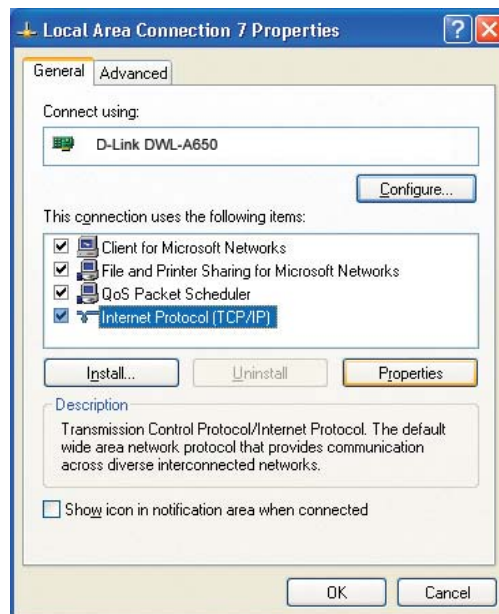 Local Area Connection 7 Properties
General
Advanced
Connect using:
D-Link DWL-A650
Configure...
This connection uses the following items:
Client for Microsoft Networks
File and Printer Sharing for Microsoft Networks
QoS Packet Scheduler
Internet Protocol (TCP/IP)
Install...
Uninstall
Properties
Description
Transmission Control Protocol/Internet Protocol. The default
wide area network protocol that provides communication
across diverse interconnected networks.
Show icon in notification area when connected
OK
Cancel